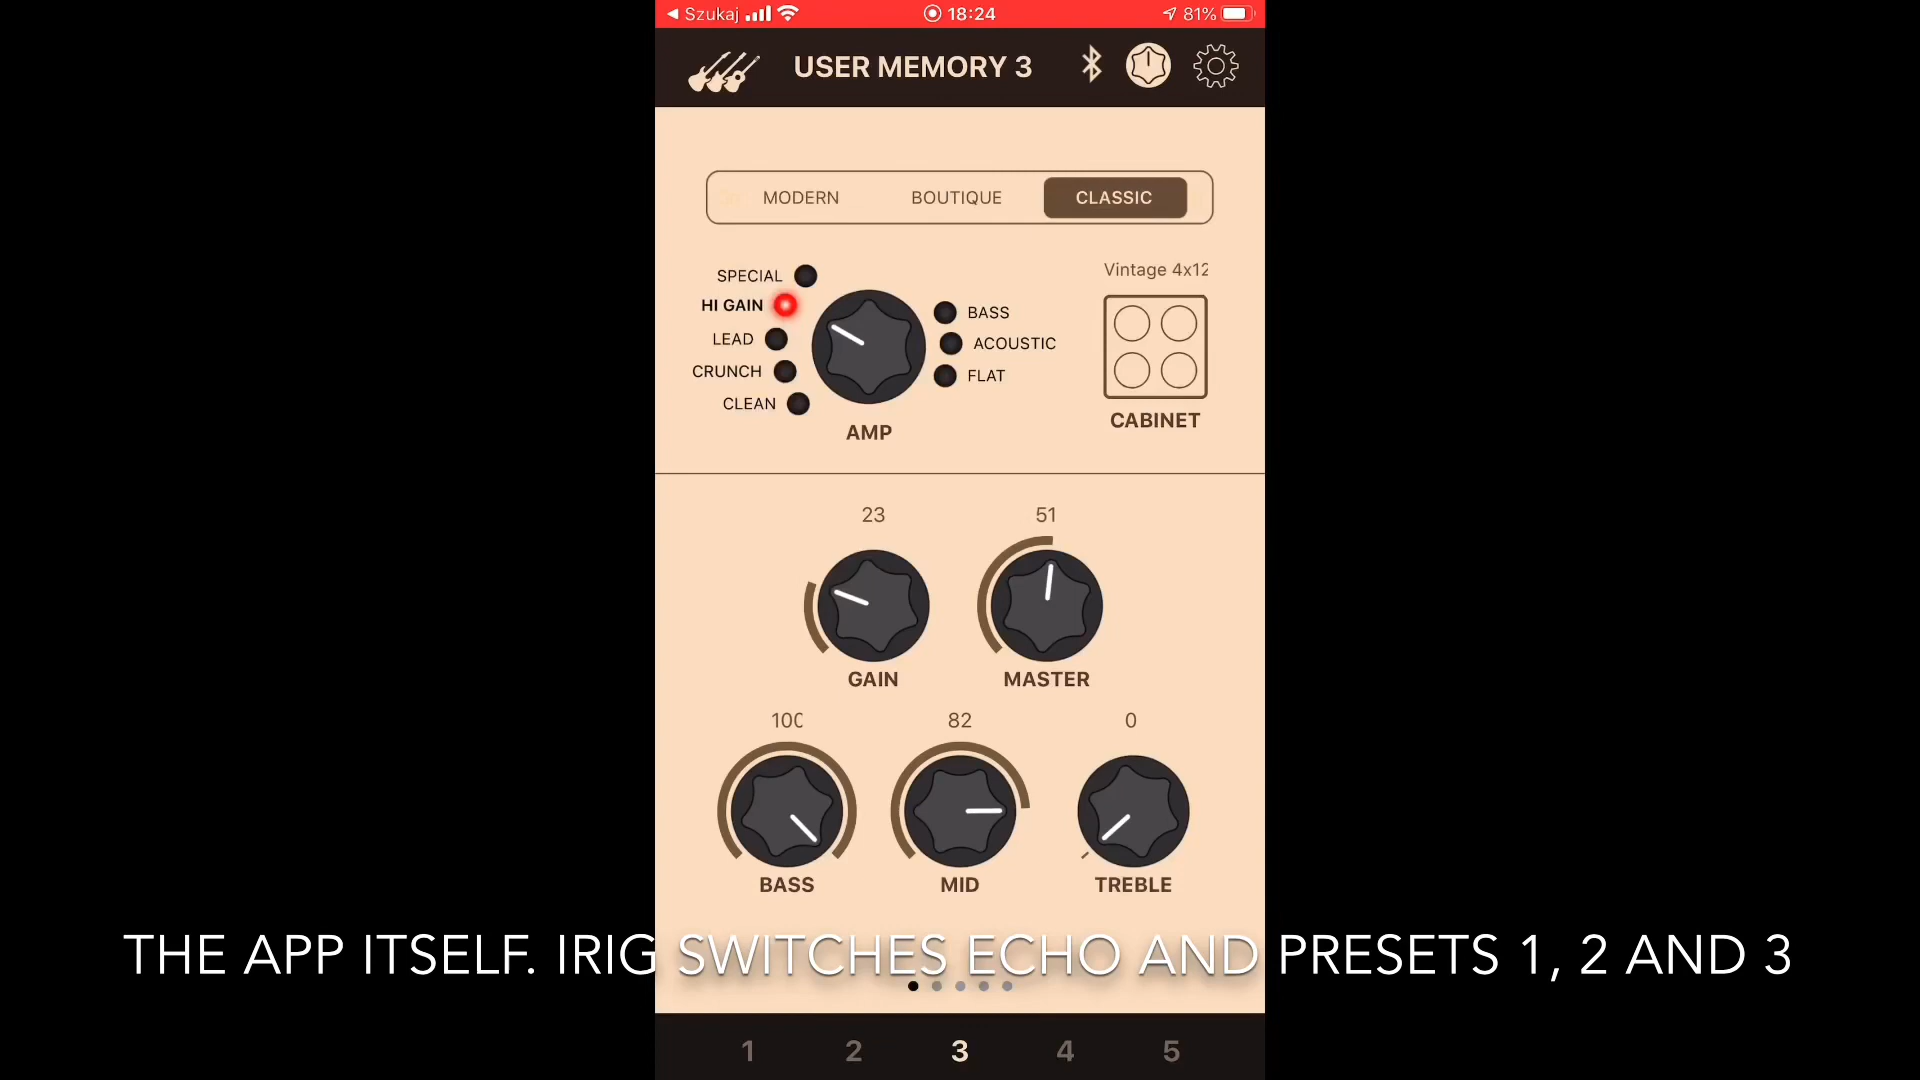 Szukaj 18:24 81%
USER MEMORY 3
MODERN BOUTIQUE CLASSIC
SPECIAL
HI GAIN
LEAD
CRUNCH
CLEAN
BASS
ACOUSTIC
FLAT
AMP
Vintage 4x12
CABINET
23 51
GAIN MASTER
100 82 0
BASS MID TREBLE
THE APP ITSELF. IRIG SWITCHES ECHO AND PRESETS 1, 2 AND 3
1 2 3 4 5